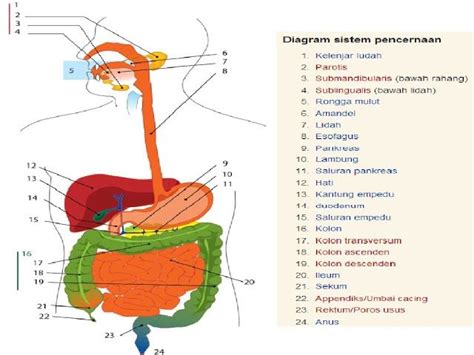 1
2
3
4
5
6
7
8
9
10
11
12
13
14
15
16
17
18
19
20
21
22
23
24
Diagram sistem pencernaan
1. Kelenjar ludah
2. Parotis
3. Submandibularis (bawah rahang)
4. Sublingualis (bawah lidah)
5. Rongga mulut
6. Amandel
7. Lidah
8. Esofagus
9. Pankreas
10. Lambung
11. Saluran pankreas
12. Hati
13. Kantung empedu
14. duodenum
15. Saluran empedu
16. Kolon
17. Kolon transversum
18. Kolon ascenden
19. Kolon descenden
20. Ileum
21. Sekum
22. Appendiks/Umbai cacing
23. Rektum/Poros usus
24. Anus